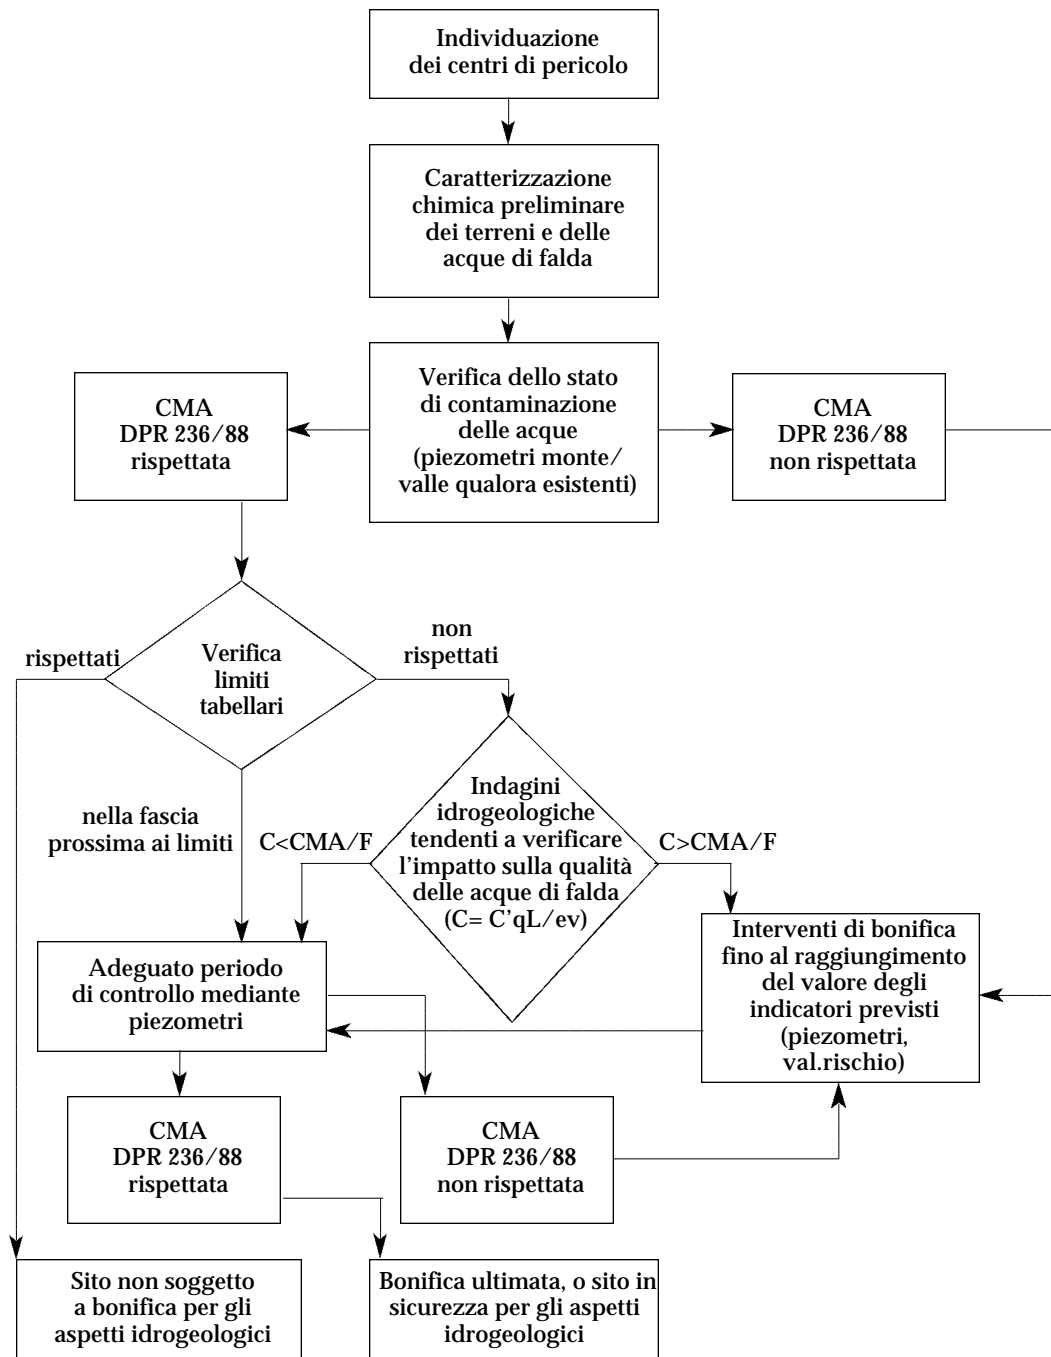 Individuazione
dei centri di pericolo
Caratterizzazione
chimica preliminare
dei terreni e delle
acque di falda
Verifica dello stato
di contaminazione
delle acque
(piezometri monte/
valle qualora esistenti)
CMA
DPR 236/88
rispettata
CMA
DPR 236/88
non rispettata
rispettati
Verifica
limiti
tabellari
non
rispettati
nella fascia
prossima ai limiti
C<CMA/F
Indagini
idrogeologiche
tendenti a verificare
l'impatto sulla qualità
delle acque di falda
(C= C'qL/ev)
C>CMA/F
Adeguato periodo
di controllo mediante
piezometri
Interventi di bonifica
fino al raggiungimento
del valore degli
indicatori previsti
(piezometri,
val.rischio)
CMA
DPR 236/88
rispettata
CMA
DPR 236/88
non rispettata
Sito non soggetto
a bonifica per gli
aspetti idrogeologici
Bonifica ultimata, o sito in
sicurezza per gli aspetti
idrogeologici